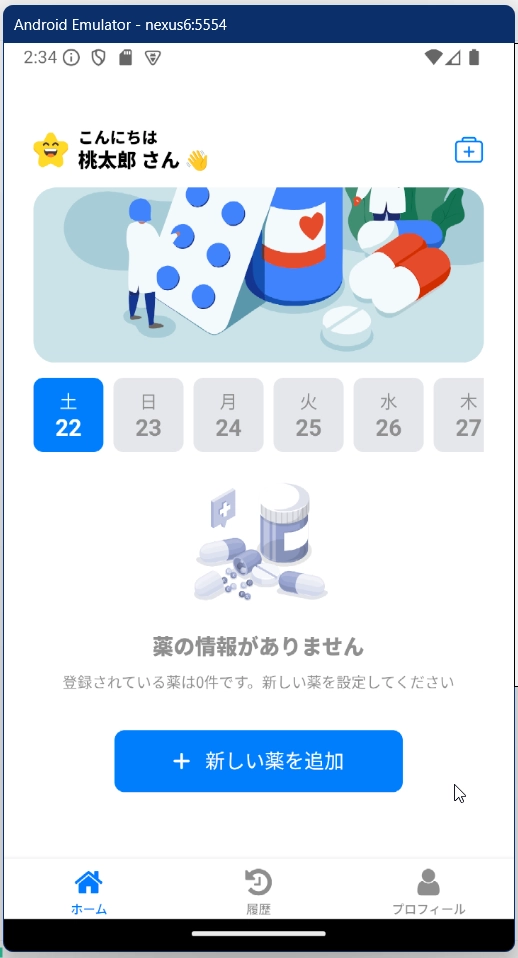 Android Emulator - nexus6:5554
2:34
こんにちは
桃太郎 さん 👋
土 日 月 火 水 木
22 23 24 25 26 27
薬の情報がありません
登録されている薬は0件です。新しい薬を設定してください
+ 新しい薬を追加
ホーム 履歴 プロフィール